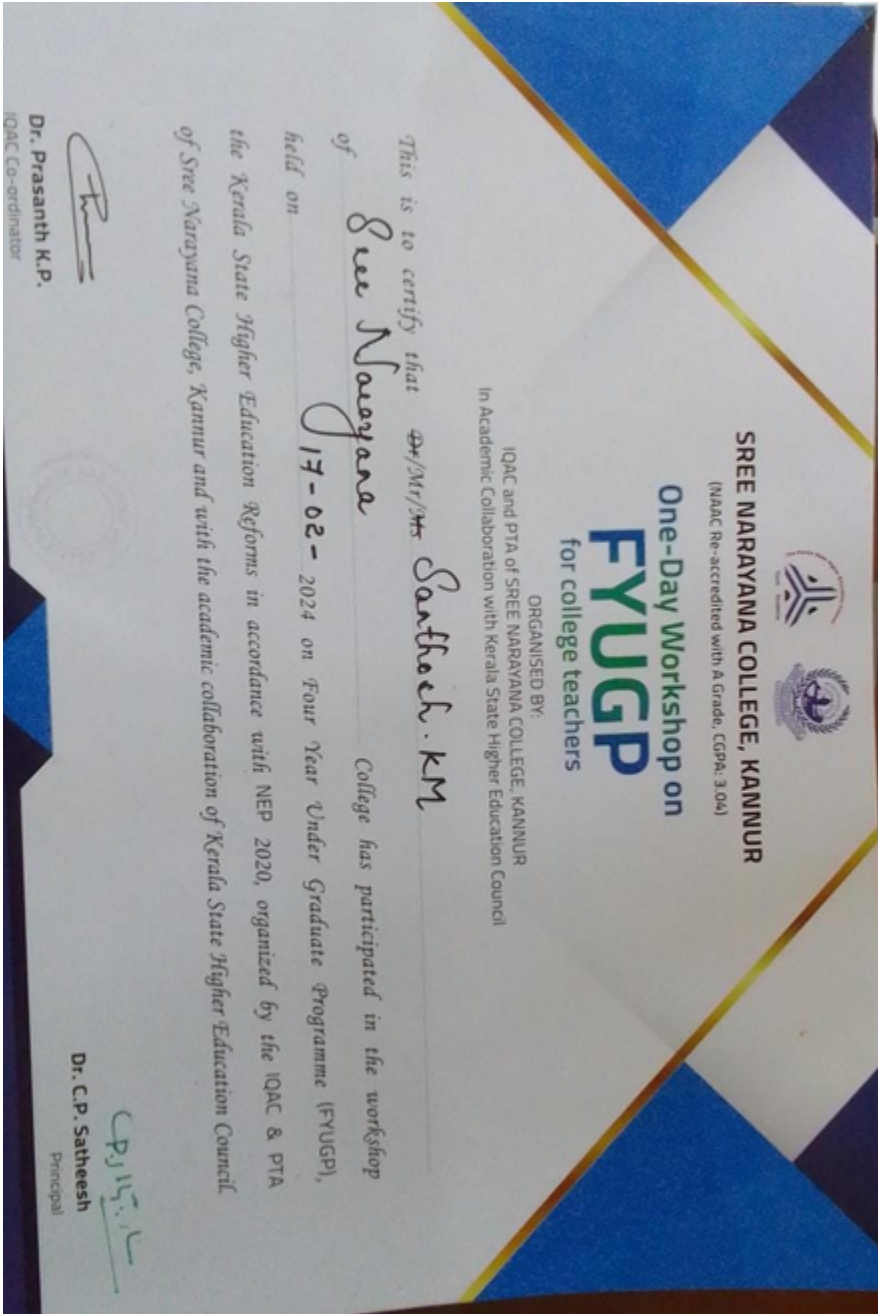 SREE NARAYANA COLLEGE, KANNUR
(NAAC Re-accredited with A Grade, CGPA: 3.04)
One-Day Workshop on
FYUGP
for college teachers
ORGANISED BY:
IQAC and PTA of SREE NARAYANA COLLEGE, KANNUR
In Academic Collaboration with Kerala State Higher Education Council
This is to certify that Dr/Mr/Ms Santhosh. KM
of Sree Narayana College has participated in the workshop
held on 17-02- 2024 on Four Year Under Graduate Programme (FYUGP),
the Kerala State Higher Education Reforms in accordance with NEP 2020, organized by the IQAC & PTA
of Sree Narayana College, Kannur and with the academic collaboration of Kerala State Higher Education Council.
Dr. Prasanth K.P.
IQAC Co-ordinator
Dr. C.P. Satheesh
Principal